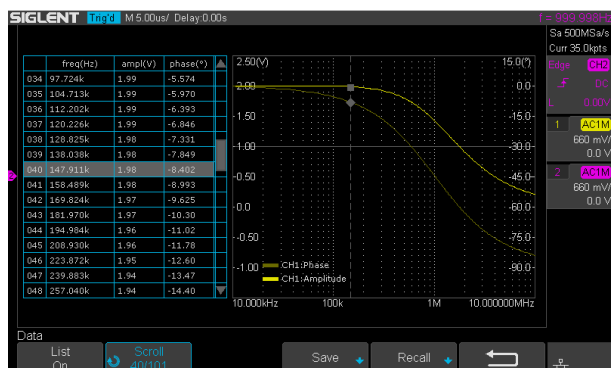 SIGLENT Trig'd M 5.00us/ Delay:0.00s f = 999.998Hz
Sa 500MSa/s
Curr 35.0kpts
Edge CH2
DC
L 0.00V
1 AC1M
660 mV/
0.0 V
2 AC1M
660 mV/
0.0 V
freq(Hz) ampl(V) phase(°)
034 97.724k 1.99 -5.574
035 104.713k 1.99 -5.970
036 112.202k 1.99 -6.393
037 120.226k 1.99 -6.846
038 128.825k 1.98 -7.331
039 138.038k 1.98 -7.849
040 147.911k 1.98 -8.402
041 158.489k 1.98 -8.993
042 169.824k 1.97 -9.625
043 181.970k 1.97 -10.30
044 194.984k 1.96 -11.02
045 208.930k 1.96 -11.78
046 223.872k 1.95 -12.60
047 239.883k 1.94 -13.47
048 257.040k 1.94 -14.40
2.50(V) 15.0(°)
2.00 0.0
1.50 -15.0
1.00 -30.0
0.50 -45.0
0.0 -60.0
-0.50 -75.0
-1.00 -90.0
CH1:Phase
CH1:Amplitude
10.000kHz 100k 1M 10.000000MHz
Data
List
On
Scroll
40/101
Save
Recall